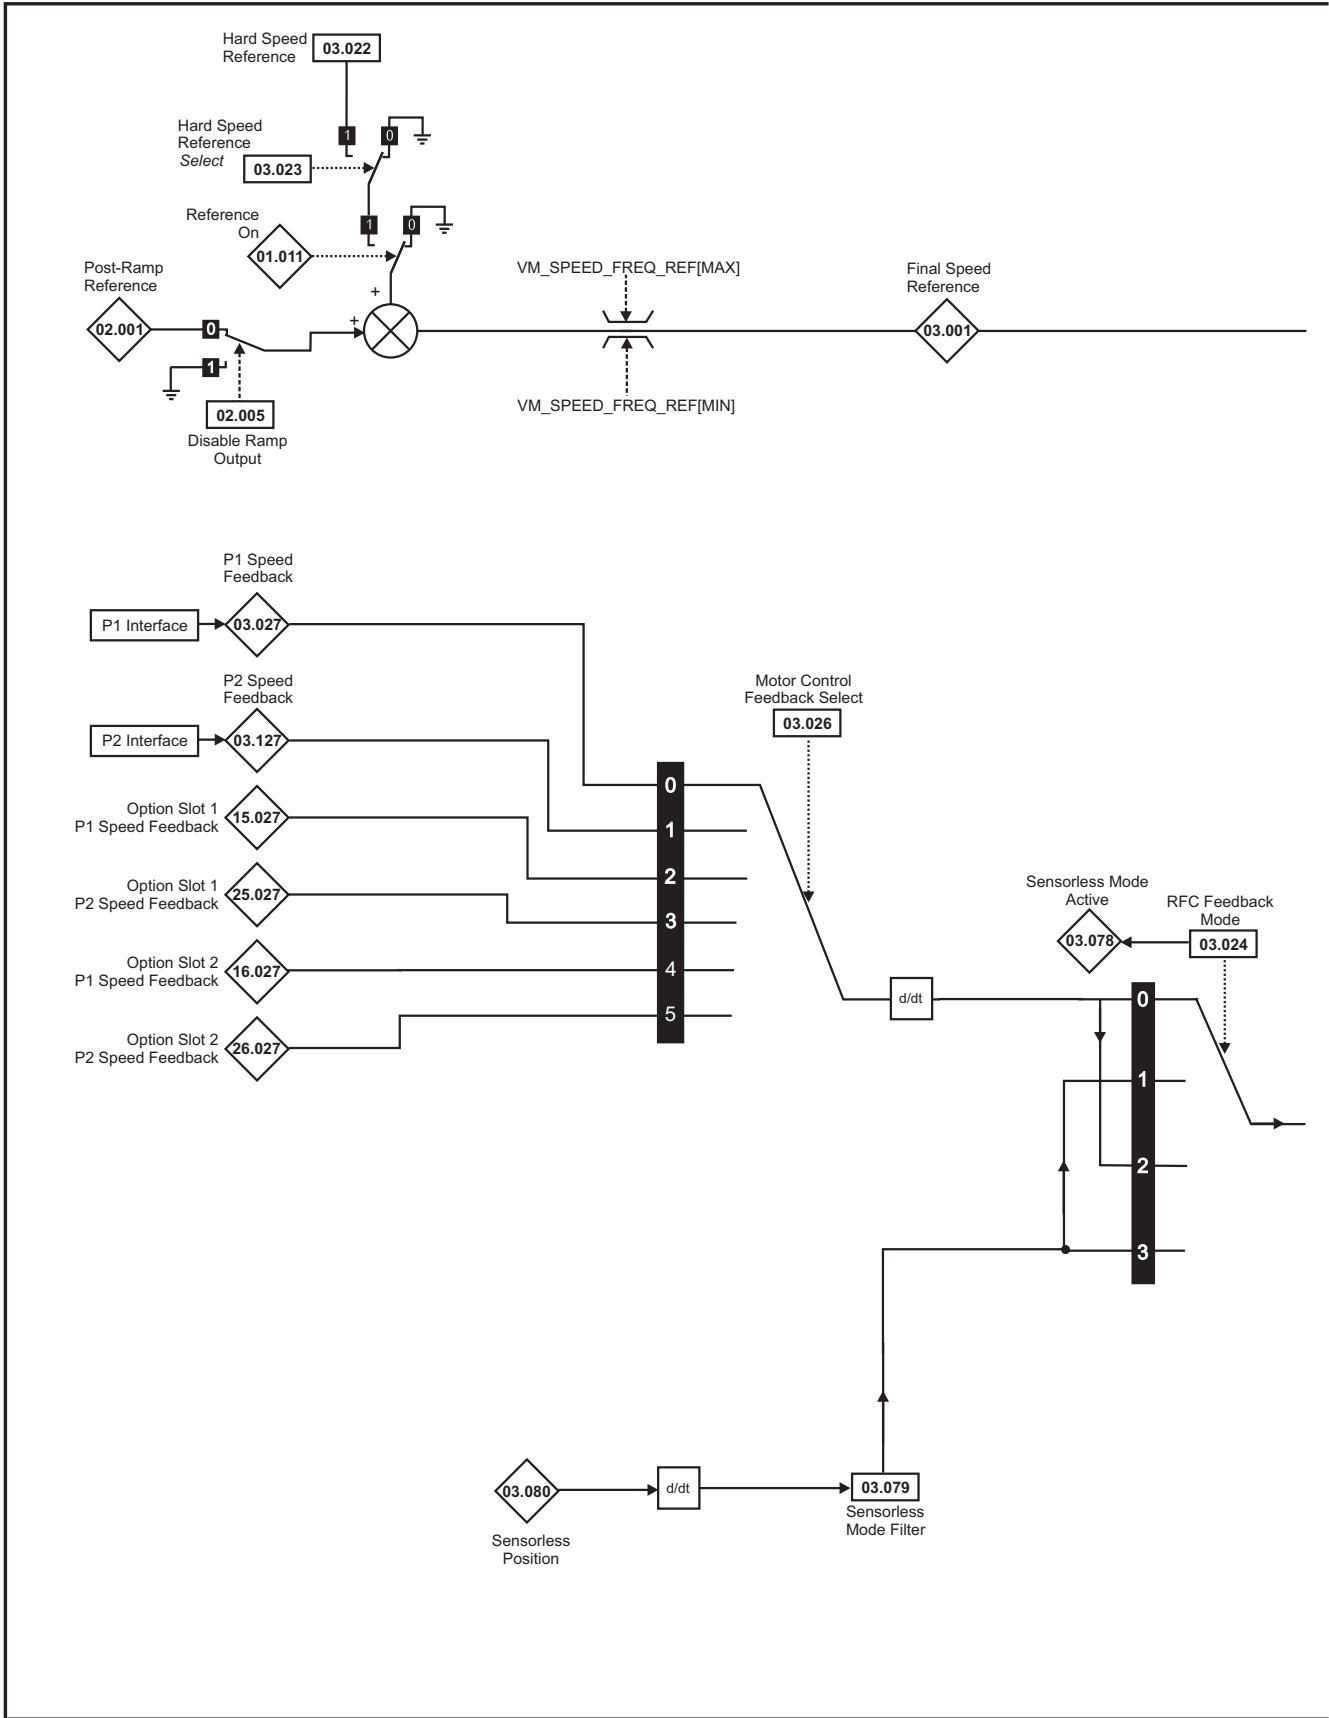 Hard Speed
Reference
03.022
Hard Speed
Reference
Select
03.023
1
0
Reference
On
01.011
1
0
Post-Ramp
Reference
02.001
0
1
02.005
Disable Ramp
Output
+
+
VM_SPEED_FREQ_REF[MAX]
VM_SPEED_FREQ_REF[MIN]
Final Speed
Reference
03.001
P1 Speed
Feedback
P1 Interface
03.027
P2 Speed
Feedback
P2 Interface
03.127
Option Slot 1
P1 Speed Feedback
15.027
Option Slot 1
P2 Speed Feedback
25.027
Option Slot 2
P1 Speed Feedback
16.027
Option Slot 2
P2 Speed Feedback
26.027
0
1
2
3
4
5
Motor Control
Feedback Select
03.026
d/dt
Sensorless Mode
Active
03.078
RFC Feedback
Mode
03.024
0
1
2
3
03.080
Sensorless
Position
d/dt
03.079
Sensorless
Mode Filter